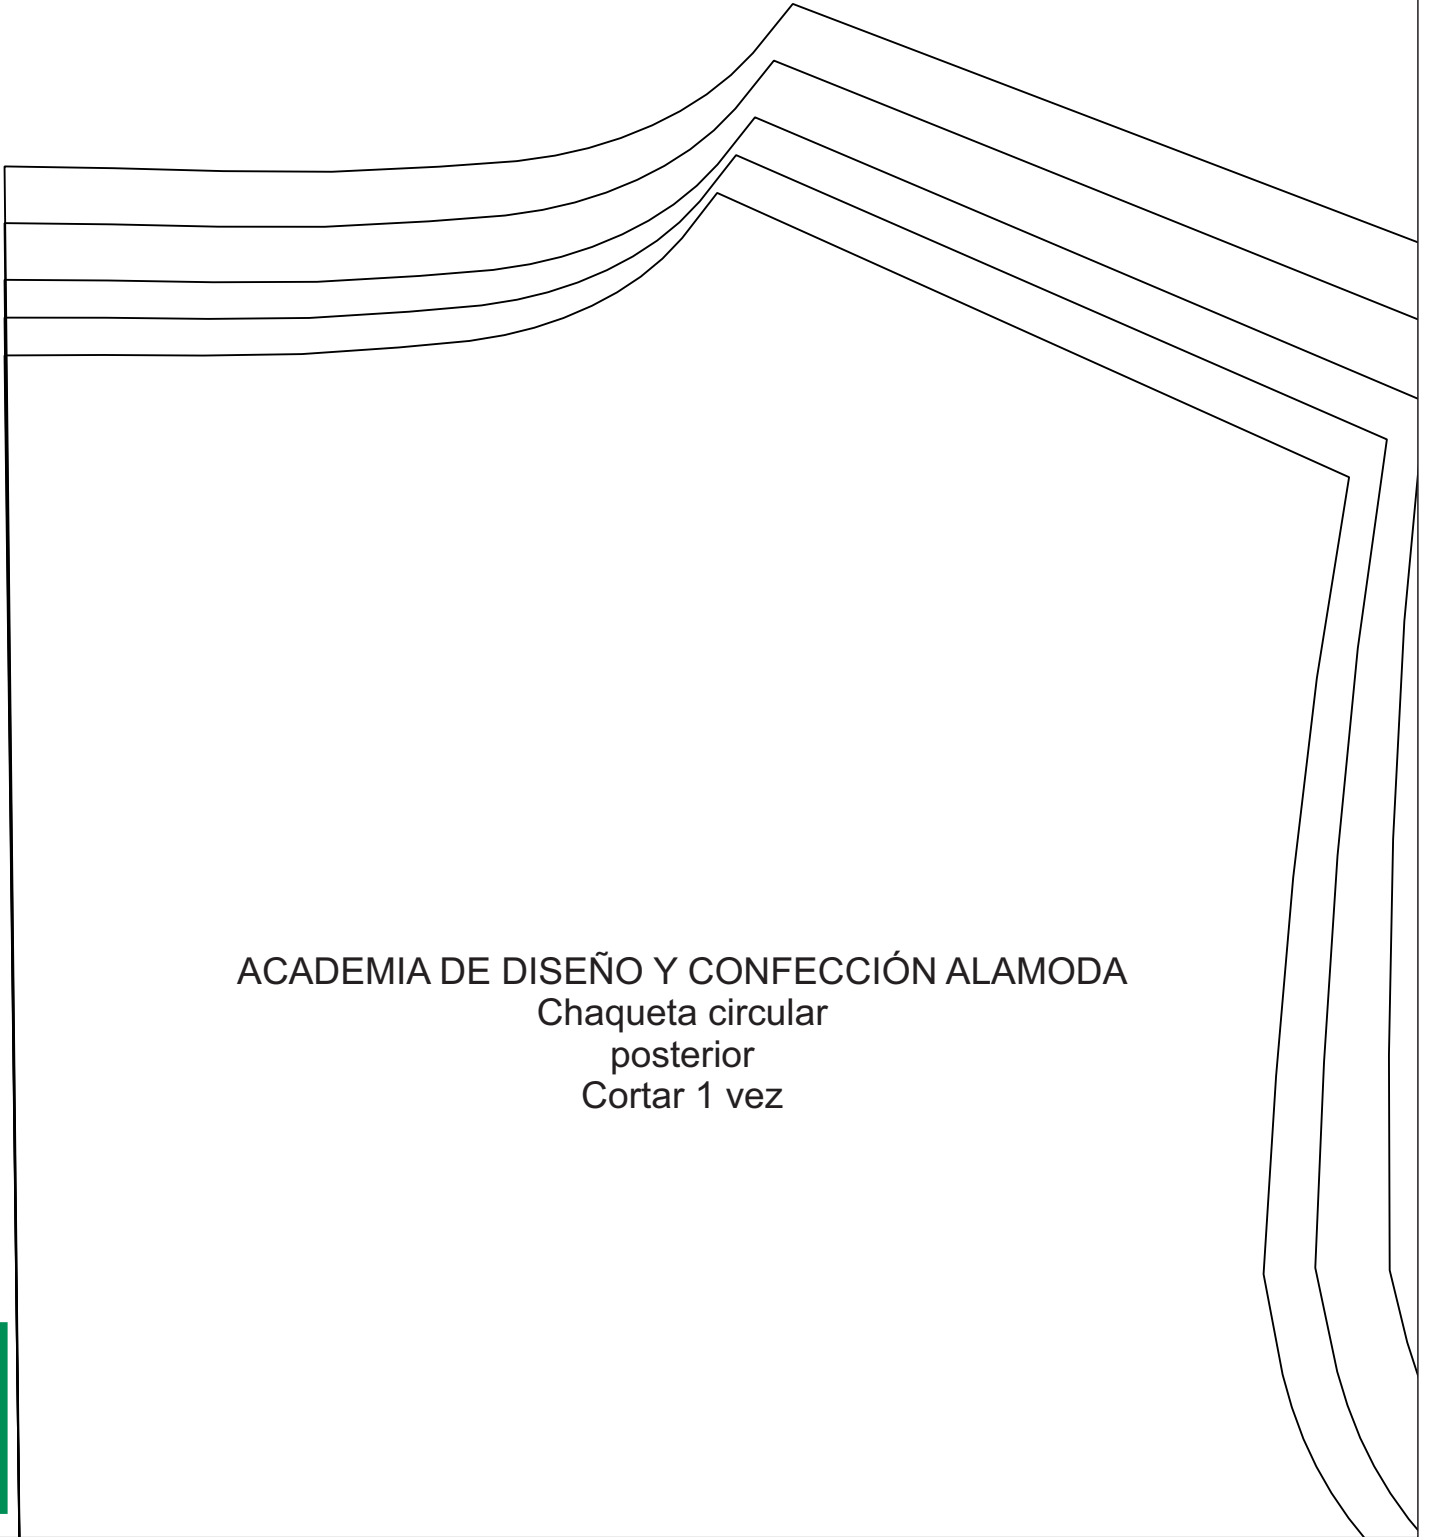 ACADEMIA DE DISEÑO Y CONFECCIÓN ALAMODA
Chaqueta circular
posterior
Cortar 1 vez